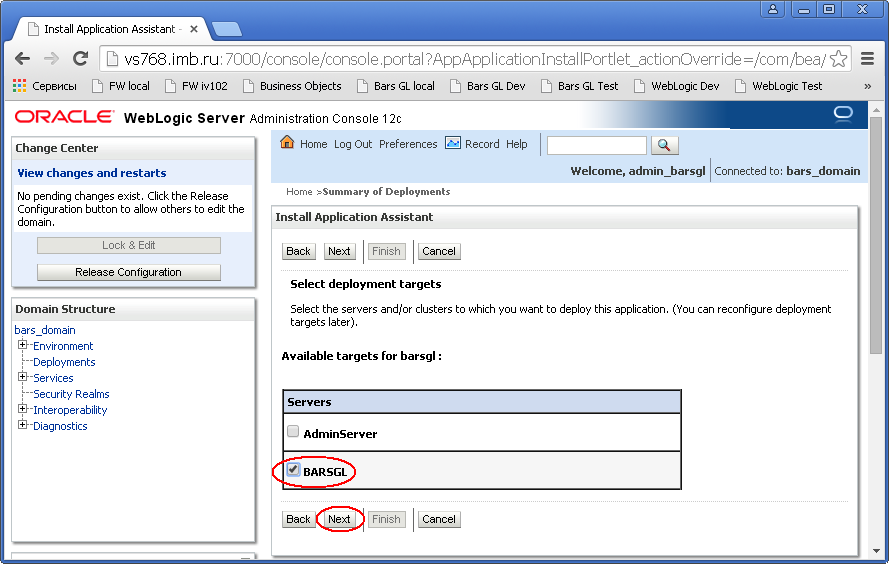 Install Application Assistant -
vs768.imb.ru:7000/console/console.portal?AppApplicationInstallPortlet_actionOverride=/com/bea/
Сервисы FW local FW iv102 Business Objects Bars GL local Bars GL Dev Bars GL Test WebLogic Dev WebLogic Test »
ORACLE WebLogic Server Administration Console 12c
Change Center
View changes and restarts
No pending changes exist. Click the Release
Configuration button to allow others to edit the
domain.
Lock & Edit
Release Configuration
Domain Structure
bars_domain
Environment
Deployments
Services
Security Realms
Interoperability
Diagnostics
Home Log Out Preferences Record Help
Welcome, admin_barsgl Connected to: bars_domain
Home >Summary of Deployments
Install Application Assistant
Back Next Finish Cancel
Select deployment targets
Select the servers and/or clusters to which you want to deploy this application. (You can reconfigure deployment
targets later).
Available targets for barsgl :
Servers
AdminServer
BARSGL
Back Next Finish Cancel